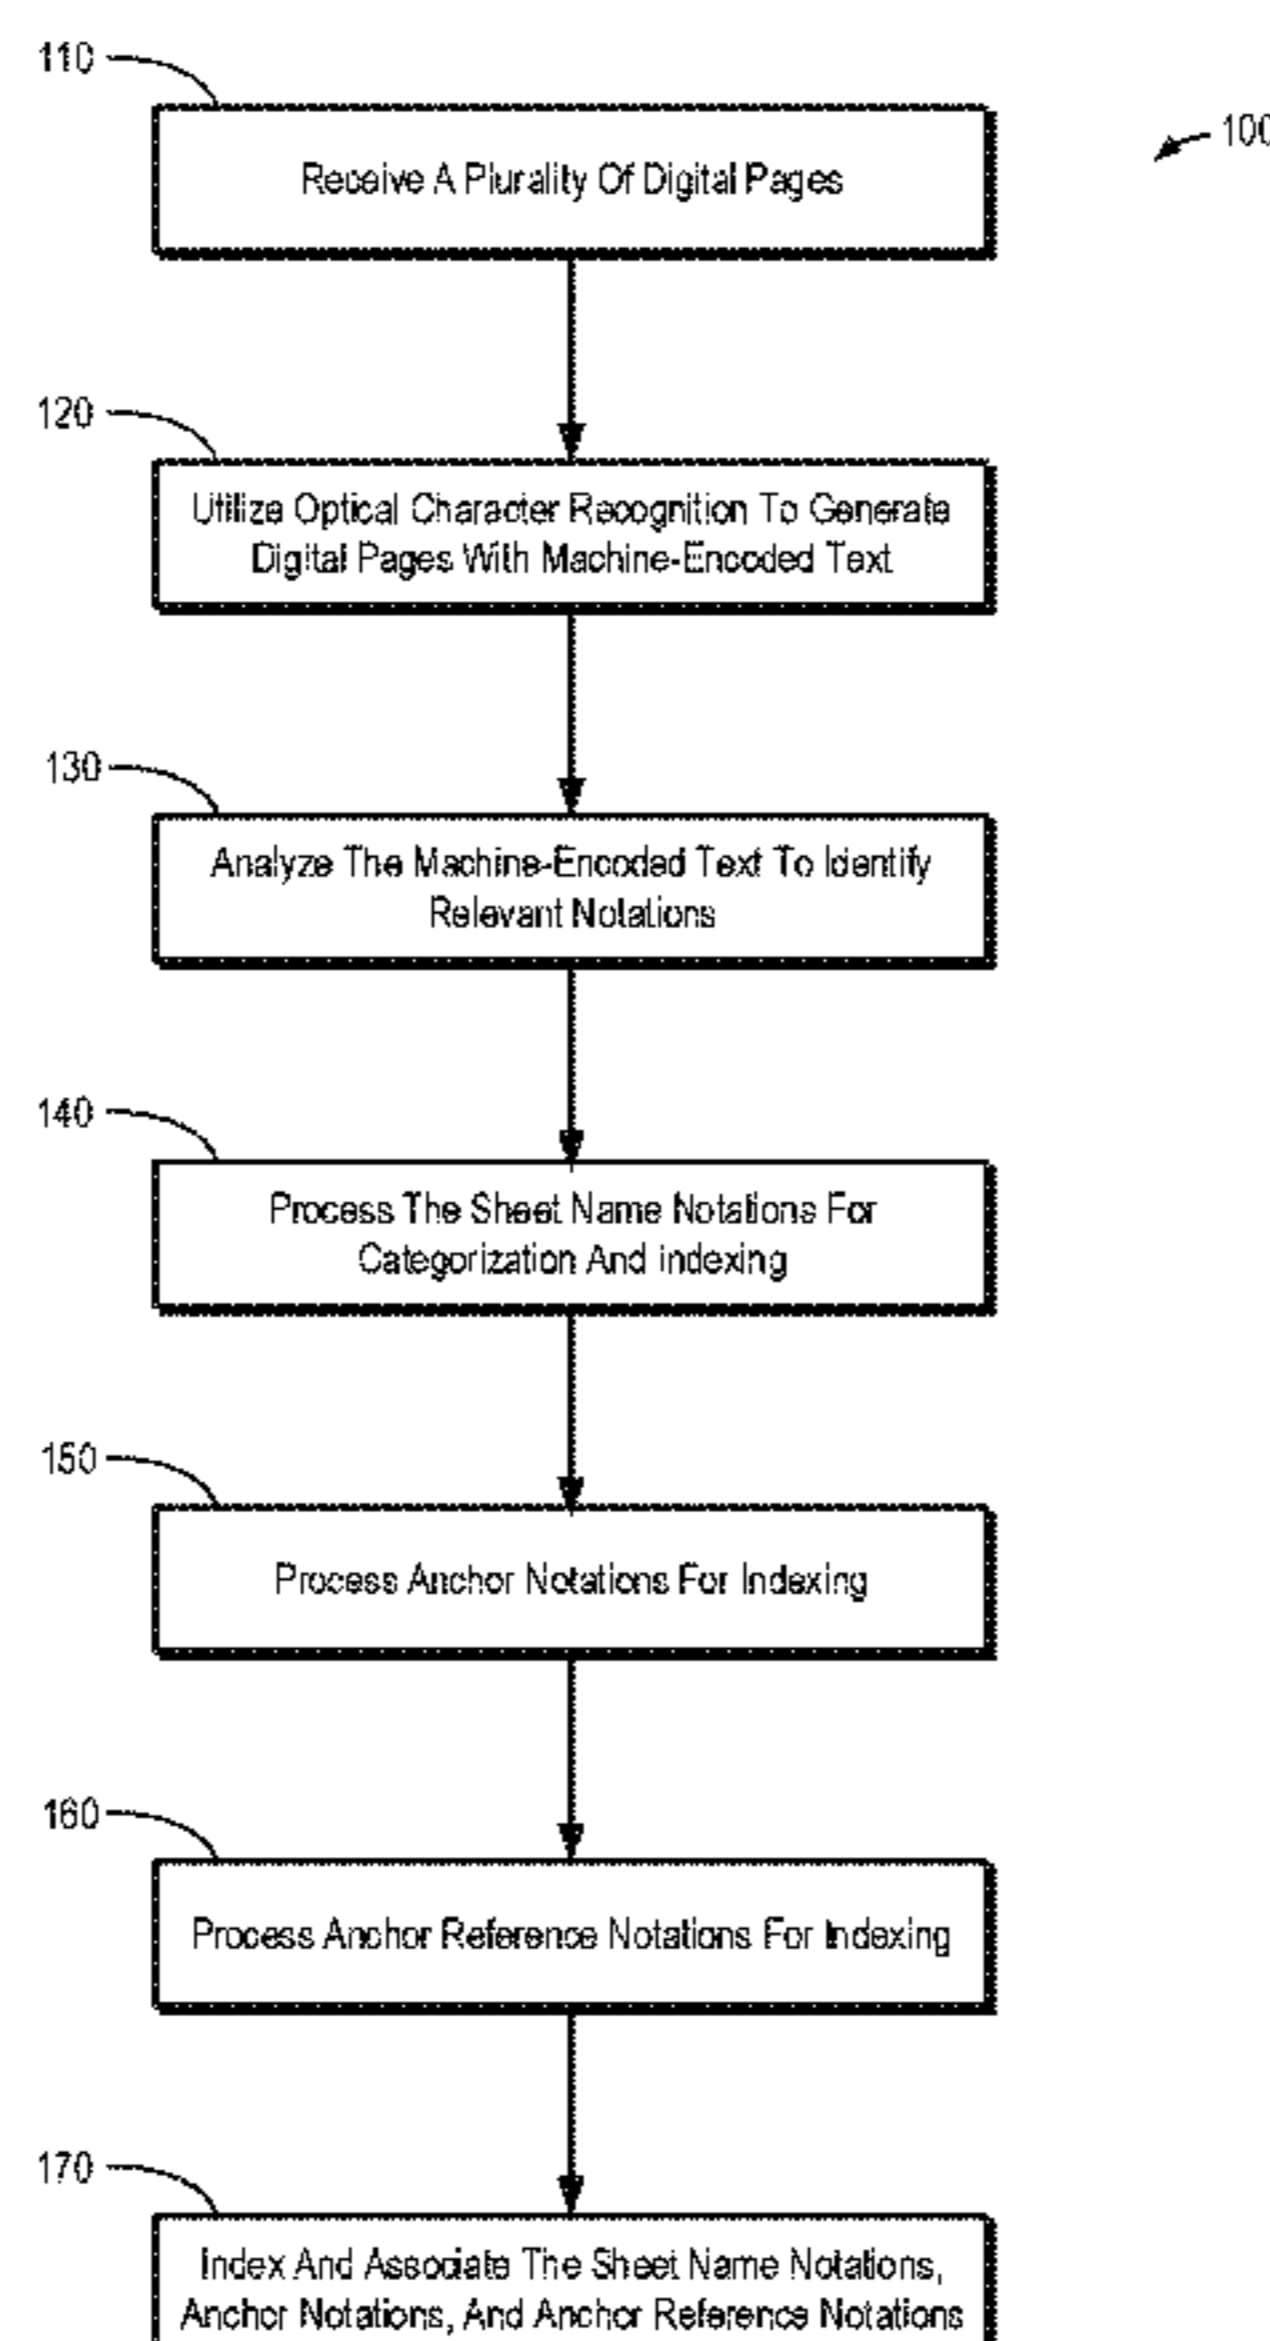 110
100
Receive A Plurality Of Digital Pages
120
Utilize Optical Character Recognition To Generate
Digital Pages With Machine-Encoded Text
130
Analyze The Machine-Encoded Text To Identify
Relevant Notations
140
Process The Sheet Name Notations For
Categorization And Indexing
150
Process Anchor Notations For Indexing
160
Process Anchor Reference Notations For Indexing
170
Index And Associate The Sheet Name Notations,
Anchor Notations, And Anchor Reference Notations